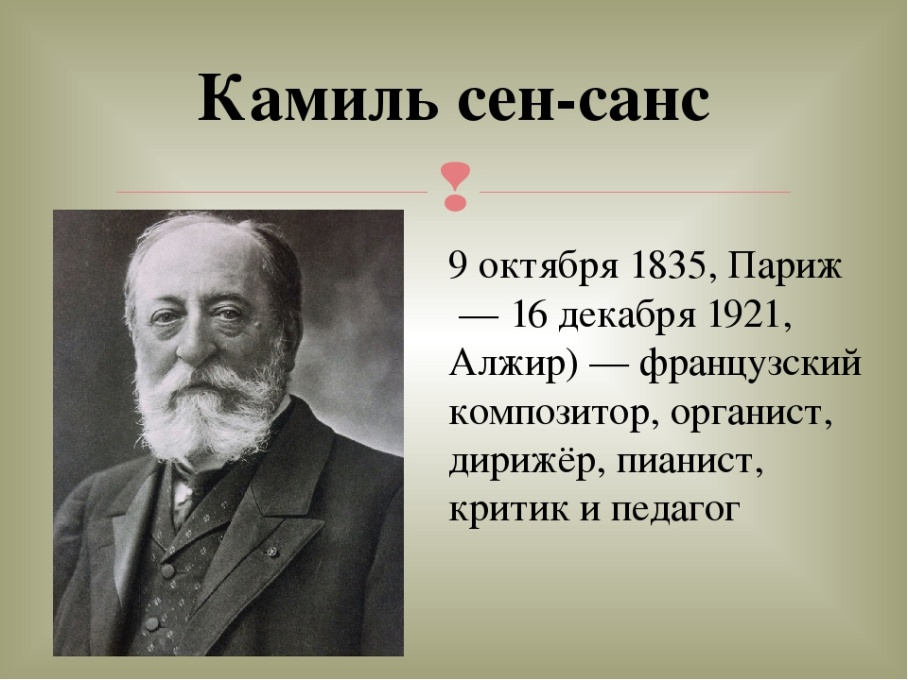 Камиль сен-санс
9 октября 1835, Париж
— 16 декабря 1921,
Алжир) — французский
композитор, органист,
дирижёр, пианист,
критик и педагог